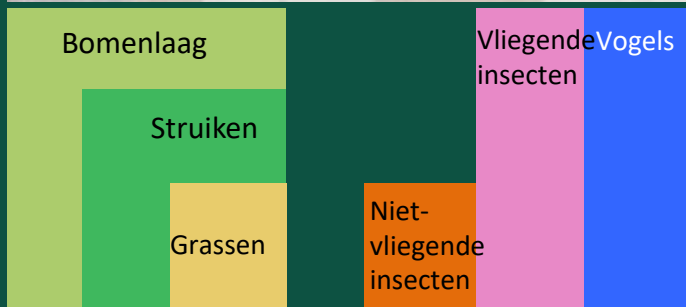 Bomenlaag
Struiken
Grassen
Niet-
vliegende
insecten
Vliegende
insecten
Vogels